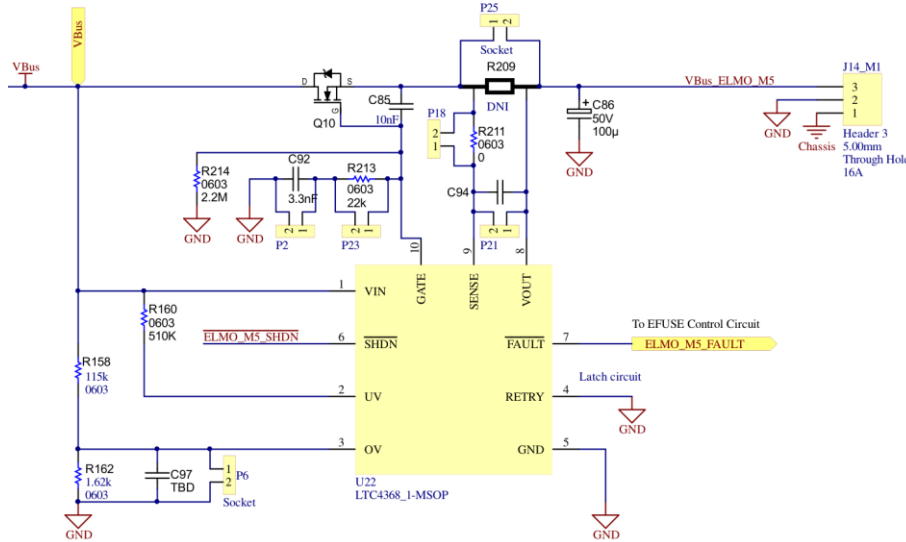 P25
1 2
Socket
VBus
VBus
R209
DNI
VBus_ELMO_M5
J14_M1
3
2
1
GND
Chassis
Header 3
5.00mm
Through Hole
16A
D
S
G
Q10
C85
10nF
P18
2
1
R211
0603
0
C86
50V
100µ
GND
R214
0603
2.2M
GND
C92
3.3nF
R213
0603
22k
GND
2 1
P2
2 1
P23
C94
2 1
P21
10
9
8
GATE
SENSE
VOUT
1
VIN
R160
0603
510K
ELMO_M5_SHDN
6
SHDN
FAULT
7
To EFUSE Control Circuit
ELMO_M5_FAULT
R158
115k
0603
2
UV
RETRY
4
Latch circuit
GND
3
OV
GND
5
R162
1.62k
0603
C97
TBD
1
2
P6
Socket
GND
U22
LTC4368_1-MSOP
GND